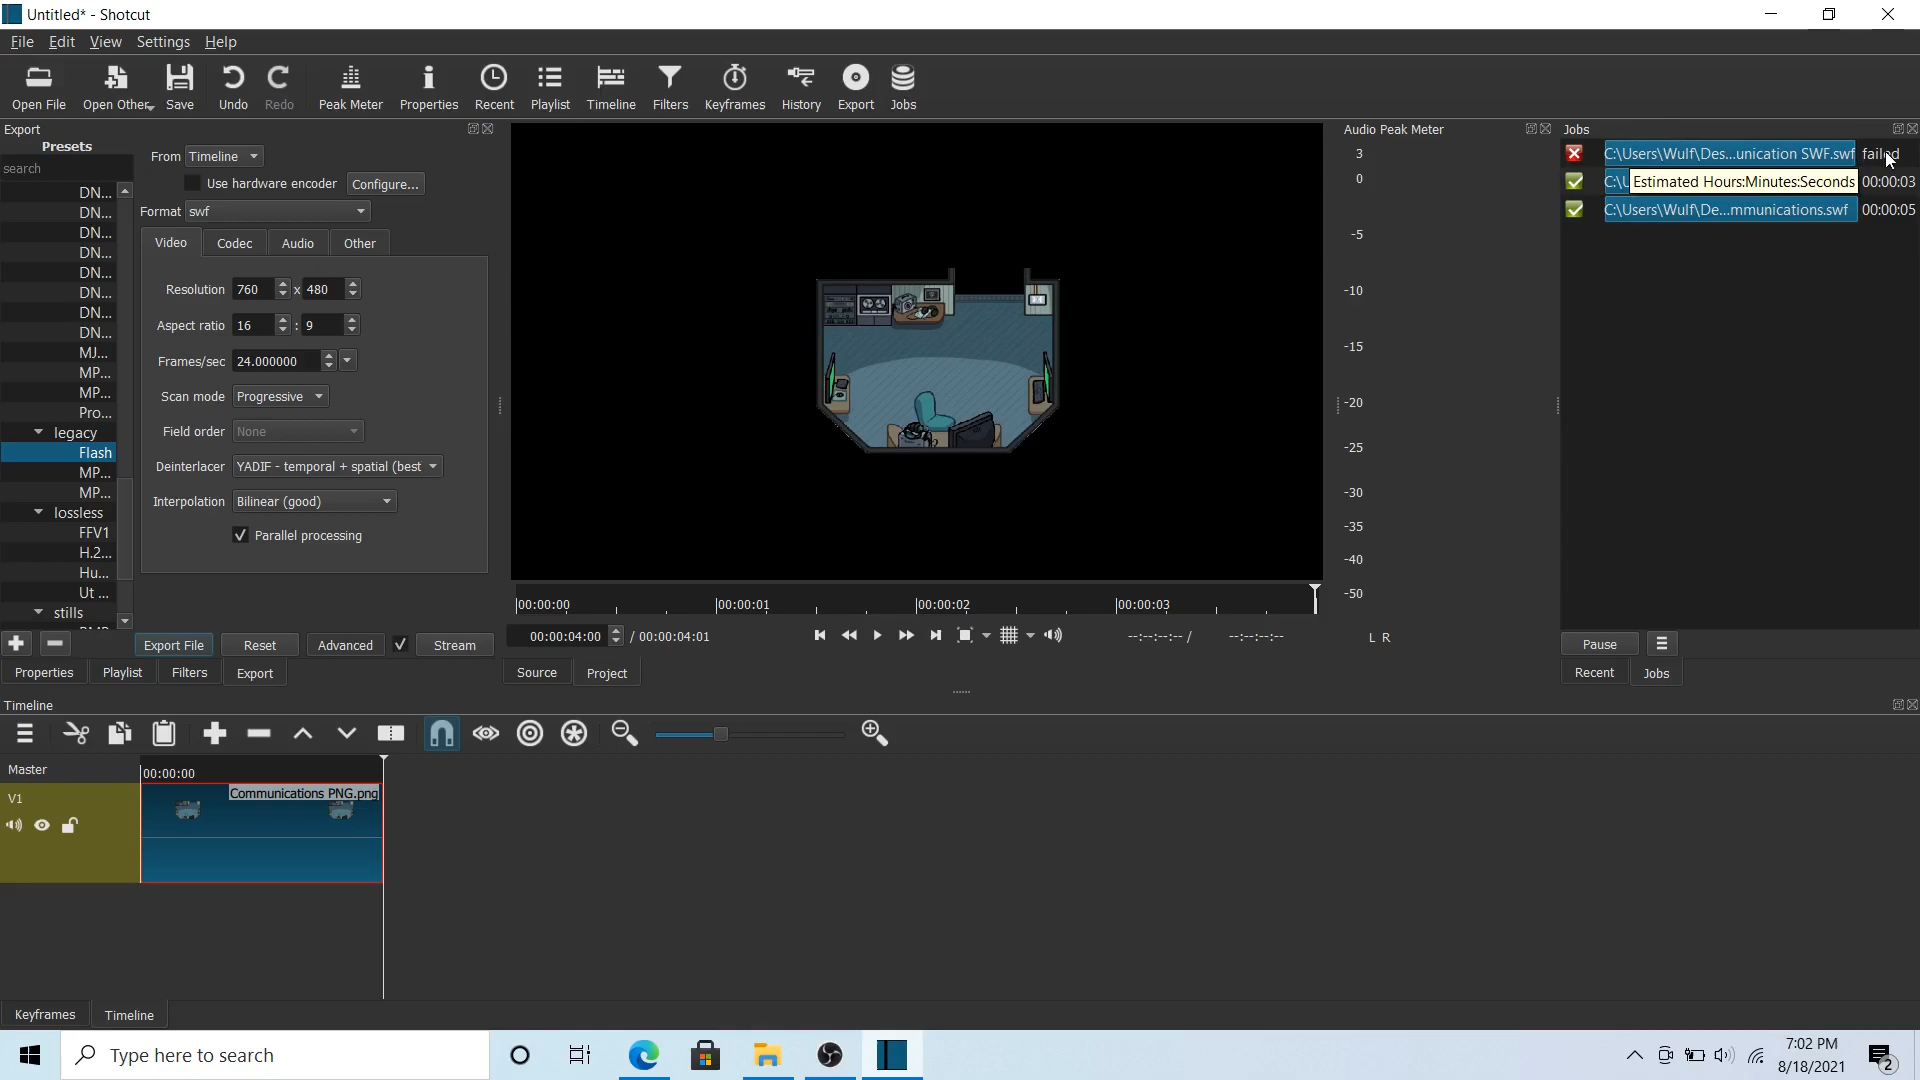 Untitled* - Shotcut
File Edit View Settings Help
Open File Open Other Save Undo Redo Peak Meter Properties Recent Playlist Timeline Filters Keyframes History Export Jobs
Export
Presets
search
DN...
DN...
DN...
DN...
DN...
DN...
DN...
DN...
MJ...
MP...
MP...
Pro...
legacy
Flash
MP...
MP...
lossless
FFV1
H.2...
Hu...
Ut ...
stills
From Timeline
Use hardware encoder Configure...
Format swf
Video Codec Audio Other
Resolution 760 x 480
Aspect ratio 16 : 9
Frames/sec 24.000000
Scan mode Progressive
Field order None
Deinterlacer YADIF - temporal + spatial (best
Interpolation Bilinear (good)
Parallel processing
Export File Reset Advanced Stream
Properties Playlist Filters Export
00:00:00 00:00:01 00:00:02 00:00:03
00:00:04:00 / 00:00:04:01 --:--:--:-- / --:--:--:--
Source Project
Audio Peak Meter
3
0
-5
-10
-15
-20
-25
-30
-35
-40
-50
L R
Jobs
C:\Users\Wulf\Des...unication SWF.swf failed
C:\U Estimated Hours:Minutes:Seconds 00:00:03
C:\Users\Wulf\De...mmunications.swf 00:00:05
Pause
Recent Jobs
Timeline
Master
00:00:00
V1
Communications PNG.png
Keyframes Timeline
Type here to search
7:02 PM
8/18/2021
2